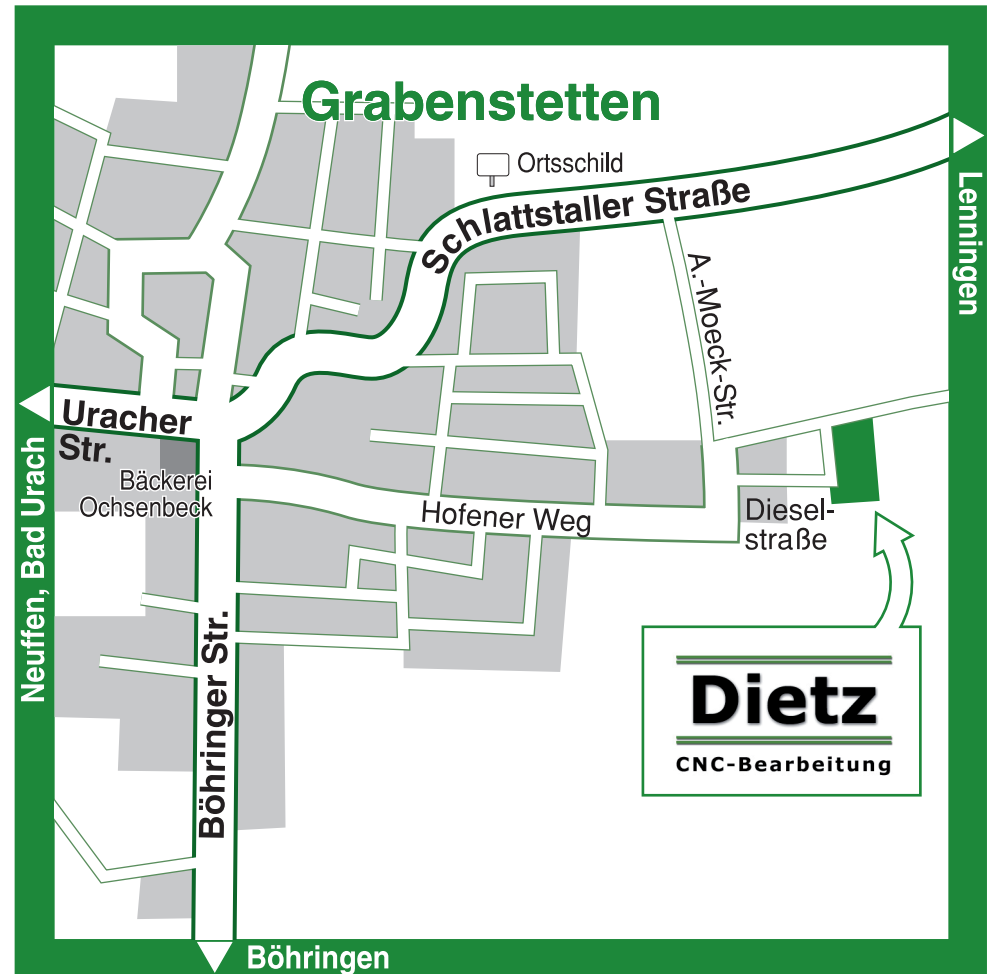 Grabenstetten
Ortsschild
Schlattstaller Straße
Lenningen
A.-Moeck-Str.
Uracher
Str.
Bäckerei
Ochsenbeck
Neuffen, Bad Urach
Hofener Weg
Diesel-
straße
Böhringer Str.
Dietz
CNC-Bearbeitung
Böhringen